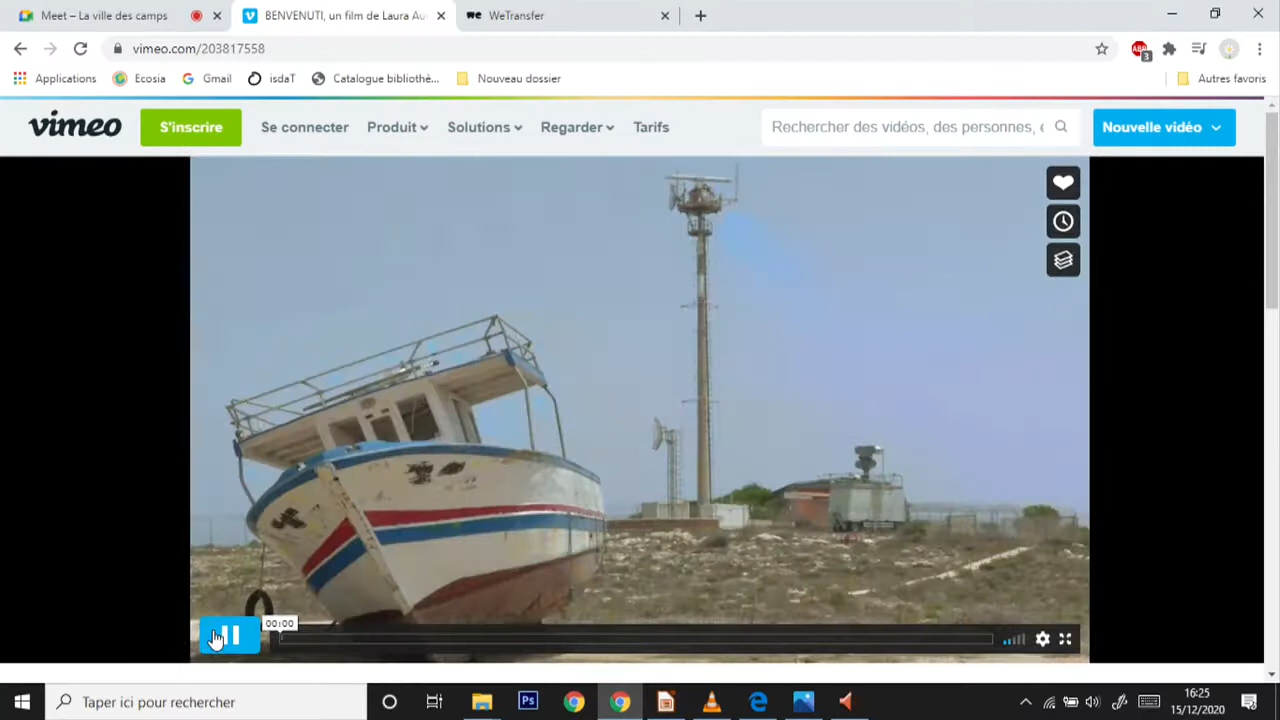 Meet – La ville des camps
BENVENUTI, un film de Laura Au
WeTransfer
vimeo.com/203817558
3
Applications
Ecosia
Gmail
isdaT
Catalogue bibliothè...
Nouveau dossier
Autres favoris
vimeo
S'inscrire
Se connecter
Produit
Solutions
Regarder
Tarifs
Rechercher des vidéos, des personnes, e
Nouvelle vidéo
00:00
Taper ici pour rechercher
Ps
16:25
15/12/2020